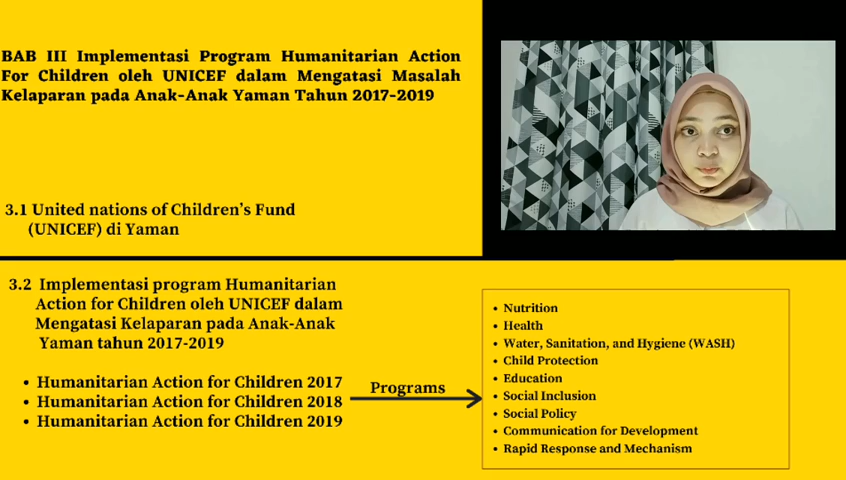 BAB III Implementasi Program Humanitarian Action
For Children oleh UNICEF dalam Mengatasi Masalah
Kelaparan pada Anak-Anak Yaman Tahun 2017-2019
3.1 United nations of Children's Fund
(UNICEF) di Yaman
3.2 Implementasi program Humanitarian
Action for Children oleh UNICEF dalam
Mengatasi Kelaparan pada Anak-Anak
Yaman tahun 2017-2019
• Humanitarian Action for Children 2017
• Humanitarian Action for Children 2018
• Humanitarian Action for Children 2019
Programs
• Nutrition
• Health
• Water, Sanitation, and Hygiene (WASH)
• Child Protection
• Education
• Social Inclusion
• Social Policy
• Communication for Development
• Rapid Response and Mechanism